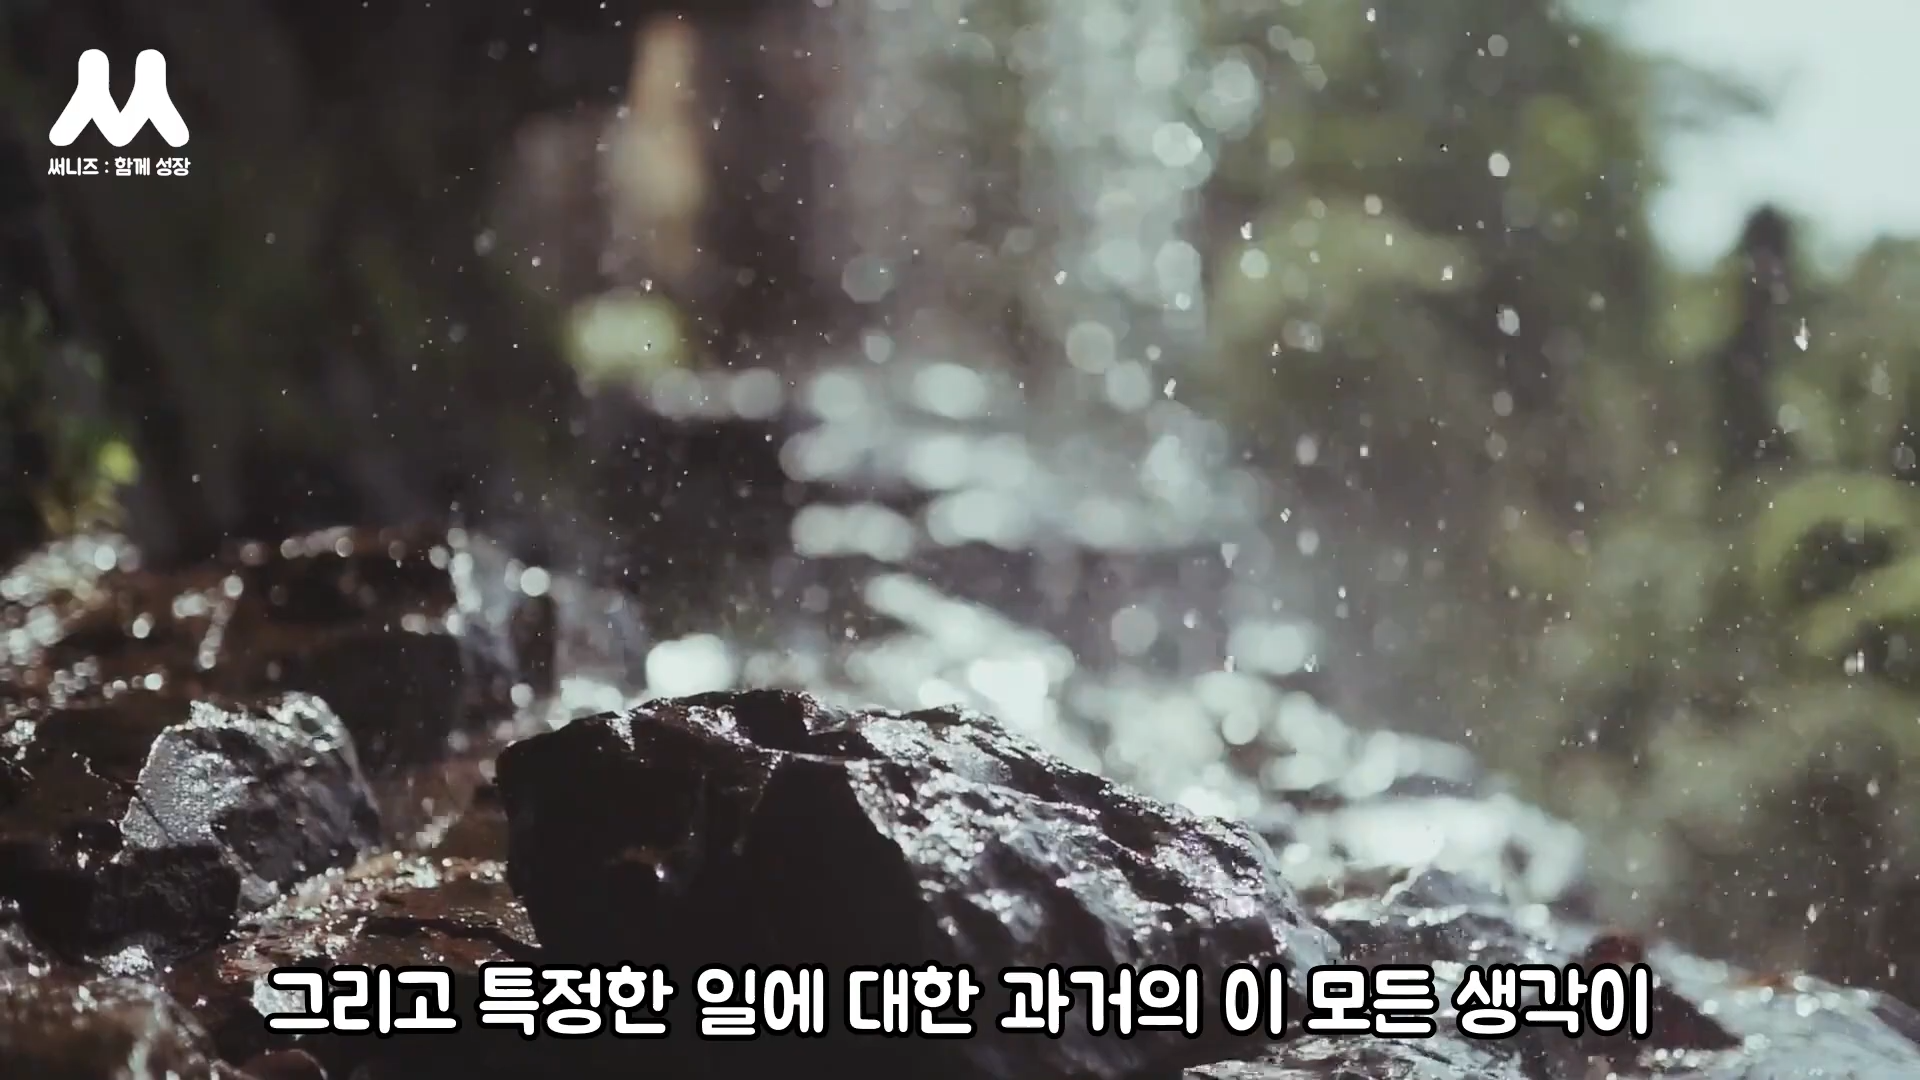 써니즈 : 함께 성장
그리고 특정한 일에 대한 과거의 이 모든 생각이